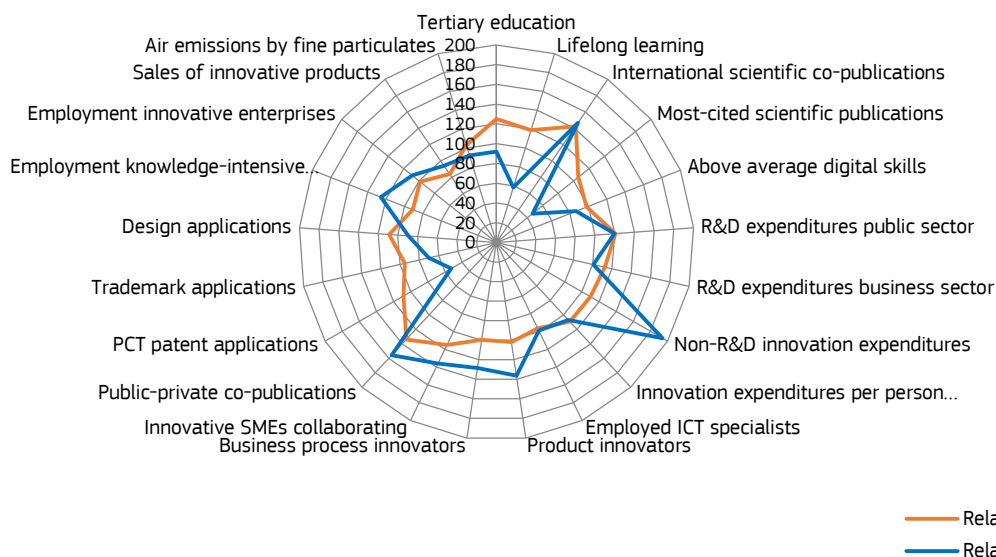 Tertiary education
Lifelong learning
International scientific co-publications
Most-cited scientific publications
Above average digital skills
R&D expenditures public sector
R&D expenditures business sector
Non-R&D innovation expenditures
Innovation expenditures per person...
Employed ICT specialists
Product innovators
Business process innovators
Innovative SMEs collaborating
Public-private co-publications
PCT patent applications
Trademark applications
Design applications
Employment knowledge-intensive...
Employment innovative enterprises
Sales of innovative products
Air emissions by fine particulates
200
180
160
140
120
100
80
60
40
20
0
Rela
Rela